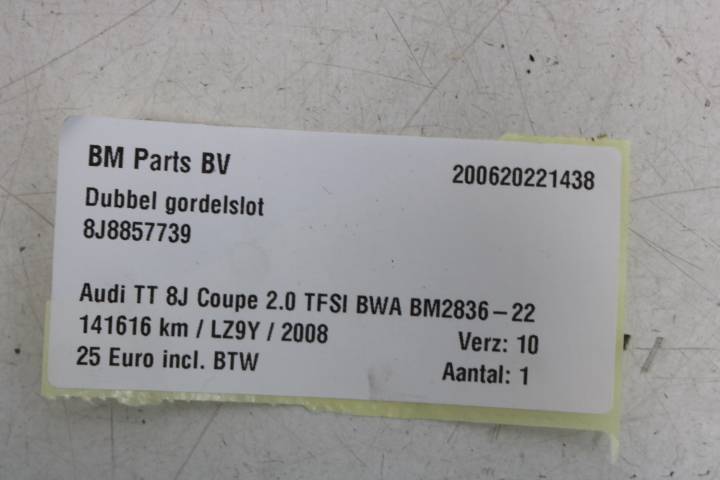 BM Parts BV
200620221438
Dubbel gordelslot
8J8857739
Audi TT 8J Coupe 2.0 TFSI BWA BM2836-22
141616 km / LZ9Y / 2008
Verz: 10
25 Euro incl. BTW
Aantal: 1